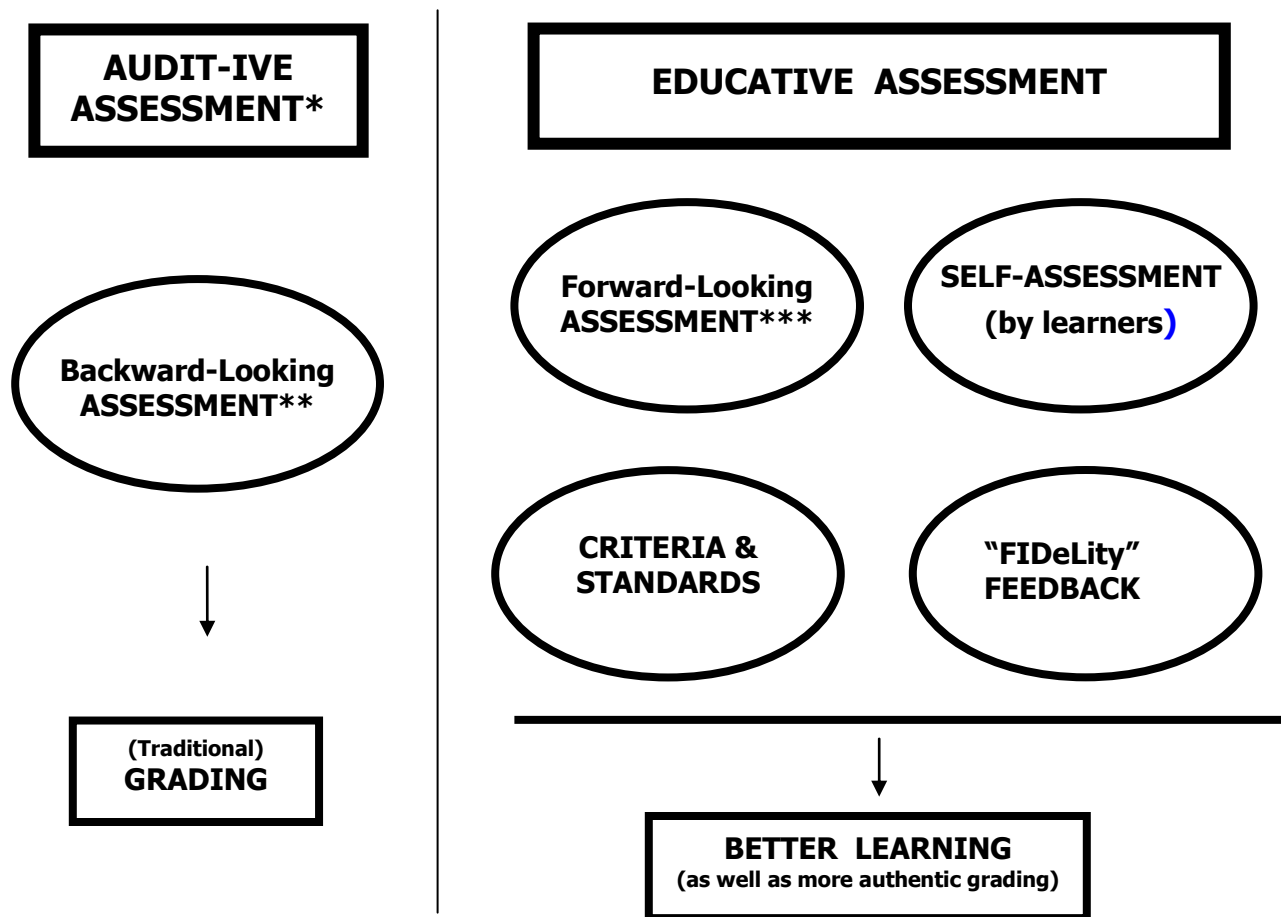 AUDIT-IVE
ASSESSMENT*
Backward-Looking
ASSESSMENT**
(Traditional)
GRADING
EDUCATIVE ASSESSMENT
Forward-Looking
ASSESSMENT***
SELF-ASSESSMENT
(by learners)
CRITERIA &
STANDARDS
“FIDeLity”
FEEDBACK
BETTER LEARNING
(as well as more authentic grading)